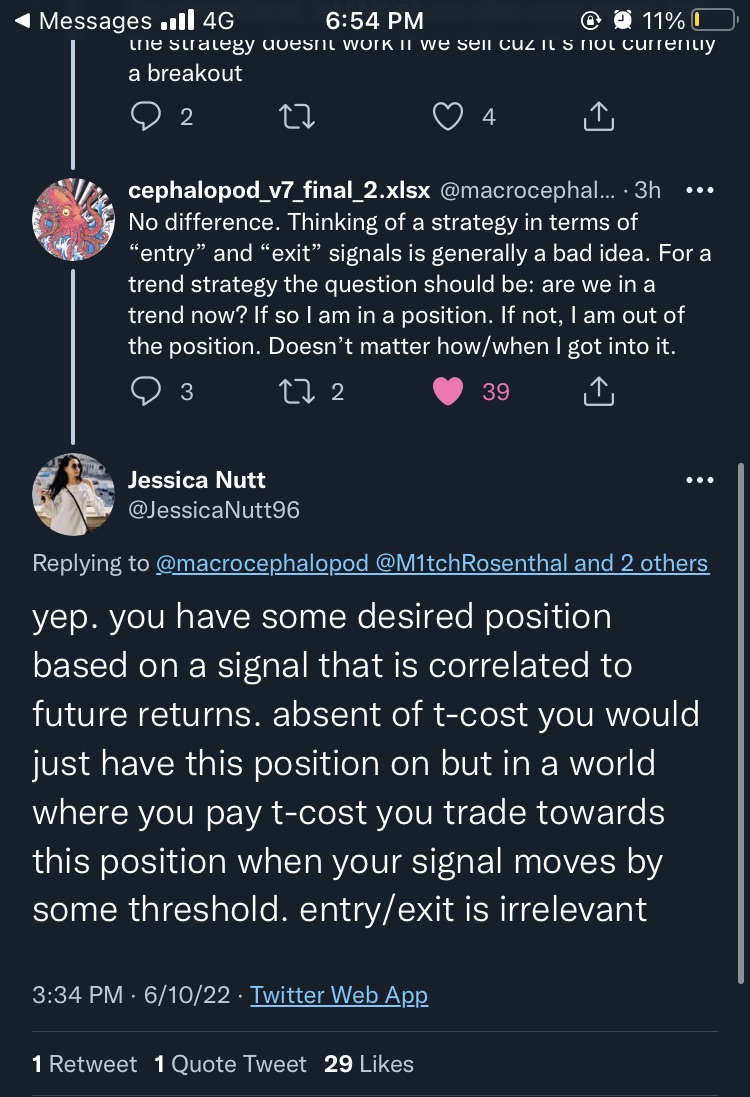 Messages 4G 6:54 PM 11%
the strategy doesnt work if we sell cuz it's not currently
a breakout
2 4
cephalopod_v7_final_2.xlsx @macrocephal... · 3h
No difference. Thinking of a strategy in terms of
“entry” and “exit” signals is generally a bad idea. For a
trend strategy the question should be: are we in a
trend now? If so I am in a position. If not, I am out of
the position. Doesn’t matter how/when I got into it.
3 2 39
Jessica Nutt
@JessicaNutt96
Replying to @macrocephalopod @M1tchRosenthal and 2 others
yep. you have some desired position
based on a signal that is correlated to
future returns. absent of t-cost you would
just have this position on but in a world
where you pay t-cost you trade towards
this position when your signal moves by
some threshold. entry/exit is irrelevant
3:34 PM · 6/10/22 · Twitter Web App
1 Retweet 1 Quote Tweet 29 Likes